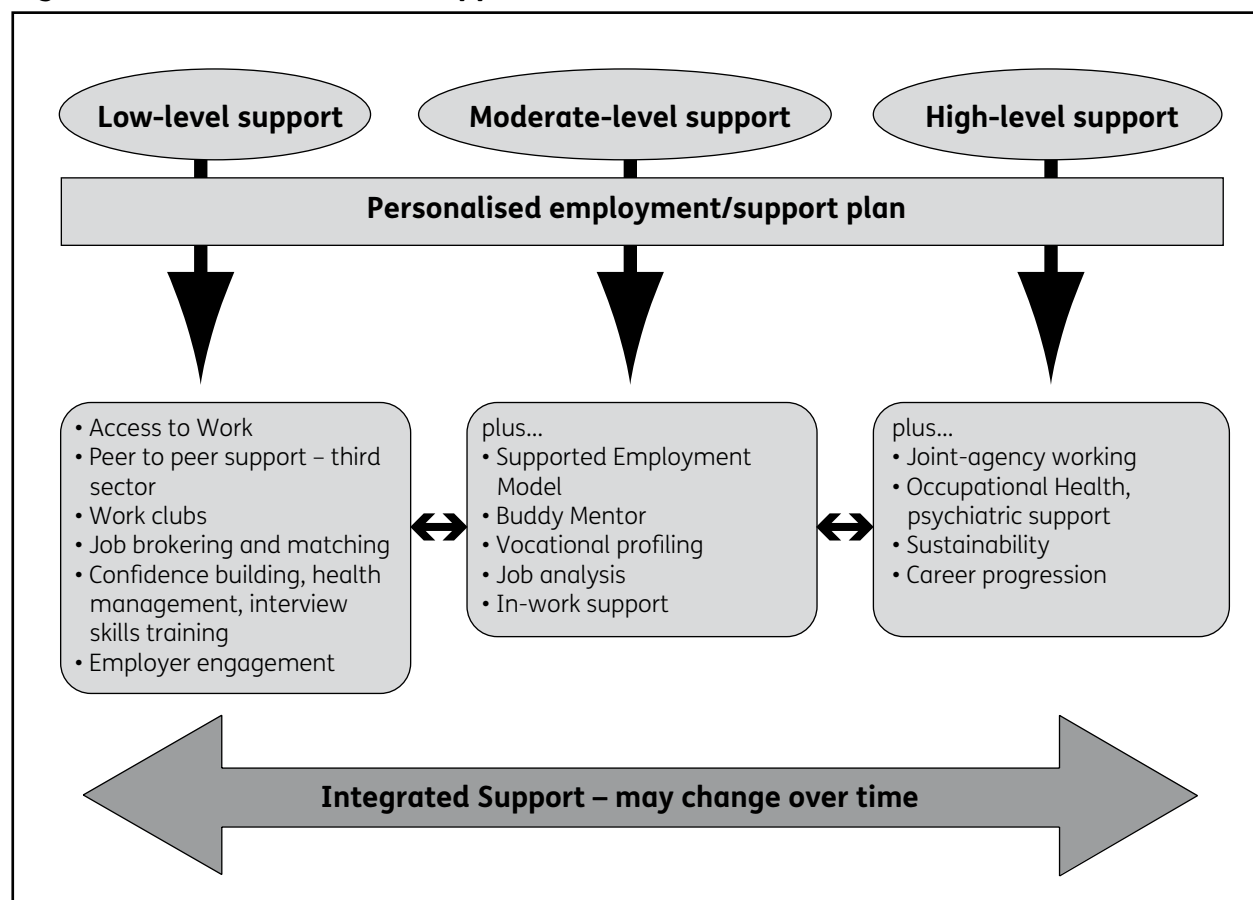 Low-level support
Moderate-level support
High-level support
Personalised employment/support plan
• Access to Work
• Peer to peer support – third
sector
• Work clubs
• Job brokering and matching
• Confidence building, health
management, interview
skills training
• Employer engagement
plus...
• Supported Employment
Model
• Buddy Mentor
• Vocational profiling
• Job analysis
• In-work support
plus...
• Joint-agency working
• Occupational Health,
psychiatric support
• Sustainability
• Career progression
Integrated Support – may change over time